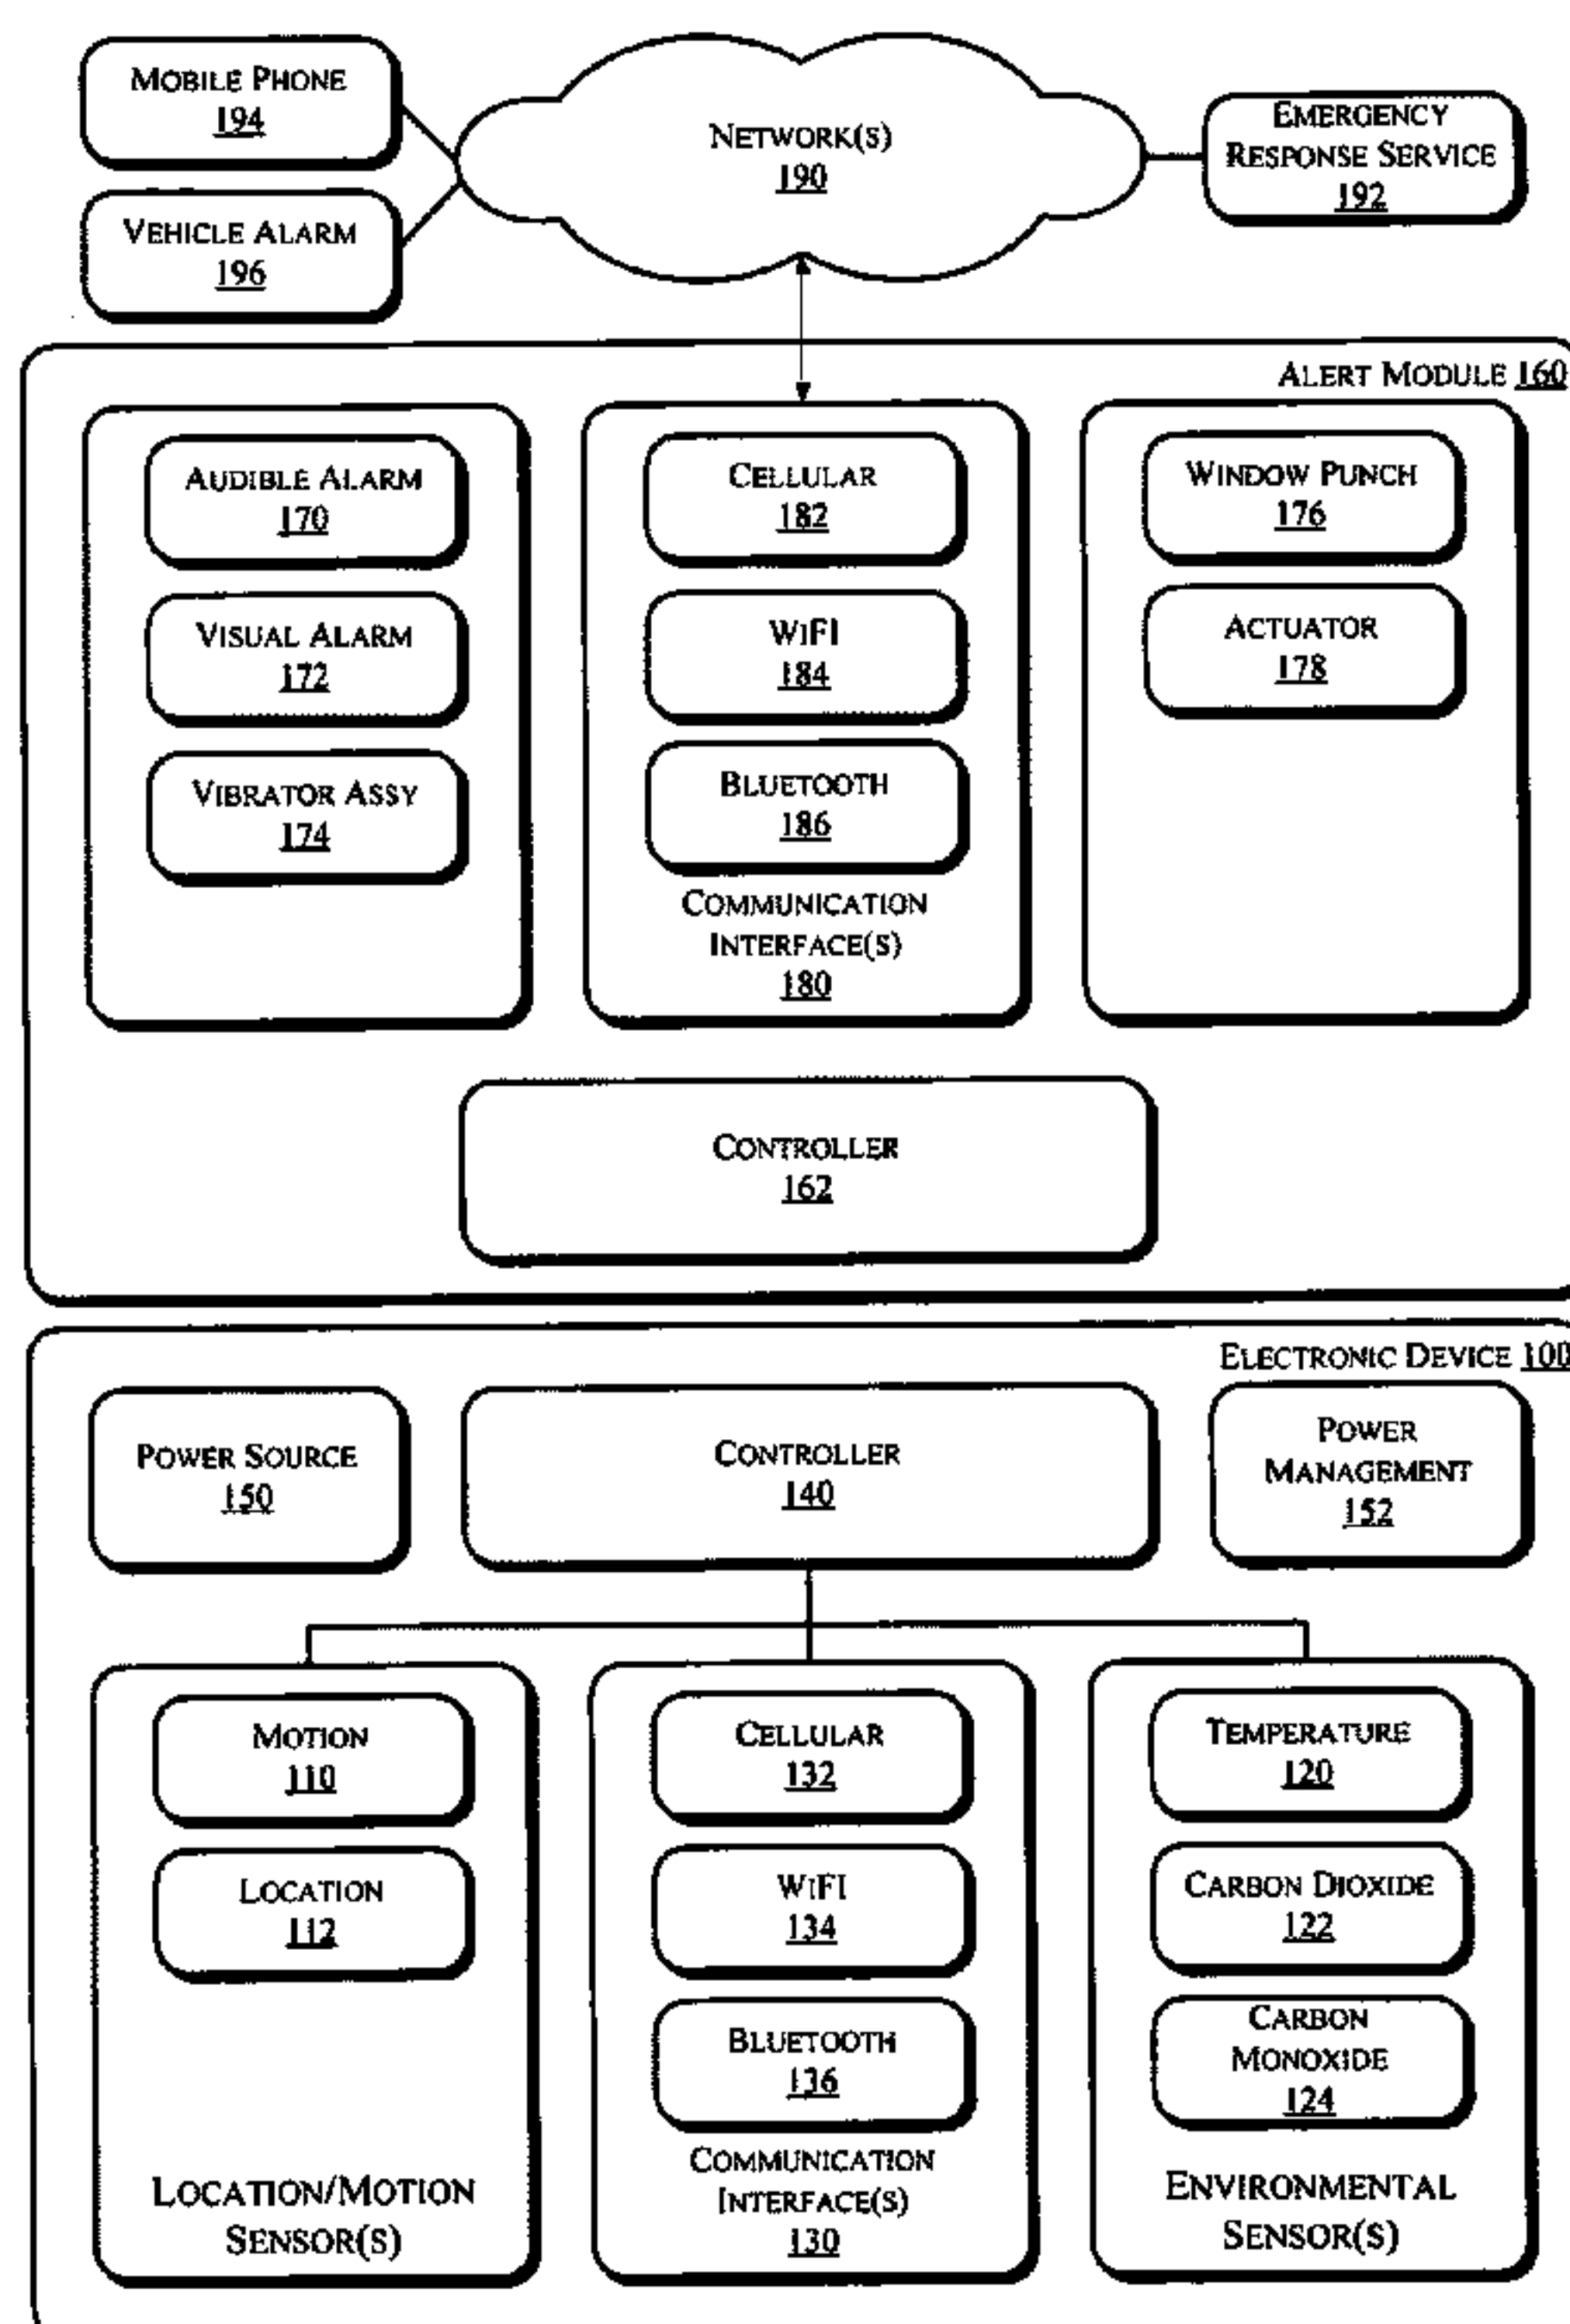 MOBILE PHONE
194
VEHICLE ALARM
196
NETWORK(S)
190
EMERGENCY
RESPONSE SERVICE
192
ALERT MODULE 160
AUDIBLE ALARM
170
VISUAL ALARM
172
VIBRATOR ASSY
174
CELLULAR
182
WIFI
184
BLUETOOTH
186
COMMUNICATION
INTERFACE(S)
180
WINDOW PUNCH
176
ACTUATOR
178
CONTROLLER
162
ELECTRONIC DEVICE 100
POWER SOURCE
150
CONTROLLER
140
POWER
MANAGEMENT
152
MOTION
110
LOCATION
112
LOCATION/MOTION
SENSOR(S)
CELLULAR
132
WIFI
134
BLUETOOTH
136
COMMUNICATION
INTERFACE(S)
130
TEMPERATURE
120
CARBON DIOXIDE
122
CARBON
MONOXIDE
124
ENVIRONMENTAL
SENSOR(S)